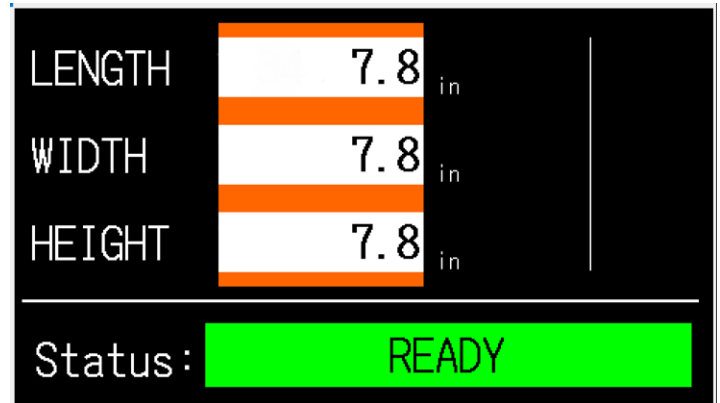 LENGTH 7.8 in
WIDTH 7.8 in
HEIGHT 7.8 in
Status: READY